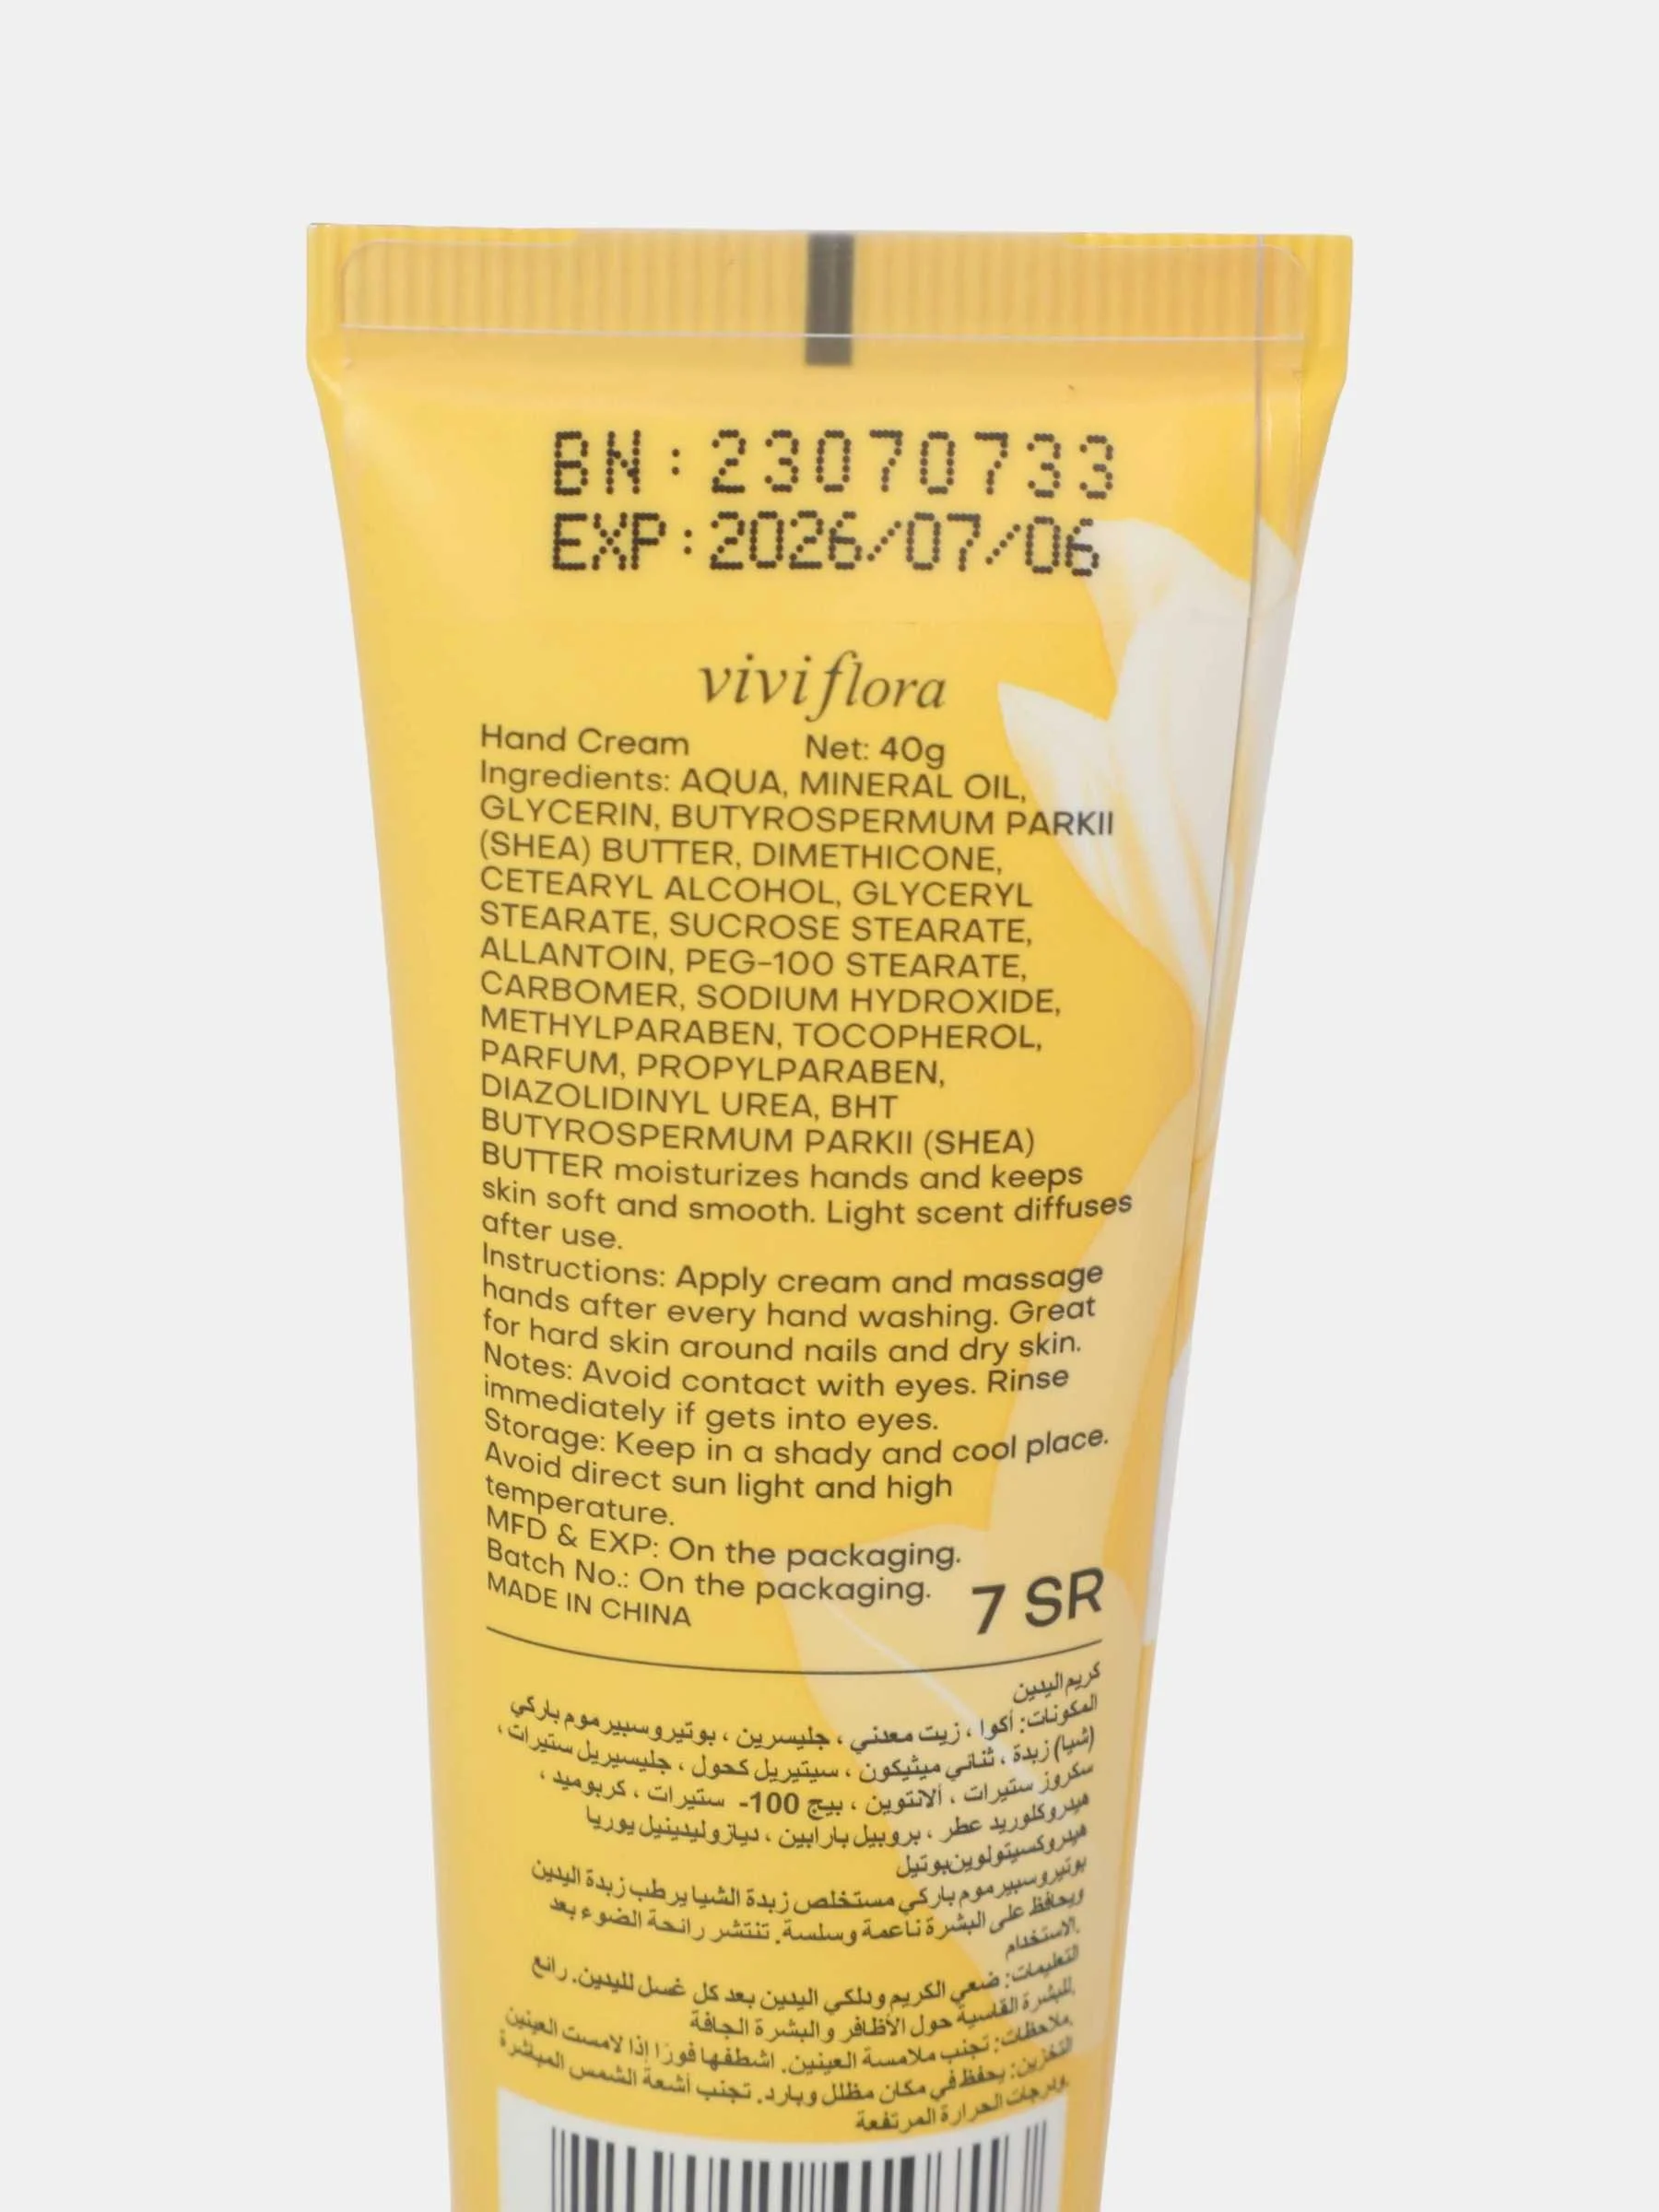 BN:23070733
EXP:2026/07/06
viviflora
Hand Cream Net: 40g
Ingredients: AQUA, MINERAL OIL,
GLYCERIN, BUTYROSPERMUM PARKII
(SHEA) BUTTER, DIMETHICONE,
CETEARYL ALCOHOL, GLYCERYL
STEARATE, SUCROSE STEARATE,
ALLANTOIN, PEG-100 STEARATE,
CARBOMER, SODIUM HYDROXIDE,
METHYLPARABEN, TOCOPHEROL,
PARFUM, PROPYLPARABEN,
DIAZOLIDINYL UREA, BHT
BUTYROSPERMUM PARKII (SHEA)
BUTTER moisturizes hands and keeps
skin soft and smooth. Light scent diffuses
after use.
Instructions: Apply cream and massage
hands after every hand washing. Great
for hard skin around nails and dry skin.
Notes: Avoid contact with eyes. Rinse
immediately if gets into eyes.
Storage: Keep in a shady and cool place.
Avoid direct sun light and high
temperature.
MFD & EXP: On the packaging.
Batch No.: On the packaging.
MADE IN CHINA
7 SR
كريم اليدين
المكونات: أكوا ، زيت معدني ، جليسرين ، بوتيروسبيرموم باركي
(شيا) زبدة ، ثنائي ميثيكون ، سيتيريل كحول ، جليسيريل ستيرات ،
سكروز ستيرات ، ألانتوين ، بيج 100- ستيرات ، كربوميد ،
هيدروكلوريد عطر ، بروبيل بارابين ، ديازوليدينيل يوريا
هيدروكسيتولوين بوتيل
بوتيروسبيرموم باركي مستخلص زبدة الشيا يرطب زبدة اليدين
ويحافظ على البشرة ناعمة وسلسة. تنتشر رائحة الضوء بعد
الاستخدام.
التعليمات: ضعي الكريم ودلكي اليدين بعد كل غسل لليدين. رائع
للبشرة القاسية حول الأظافر والبشرة الجافة.
ملاحظات: تجنب ملامسة العينين. اشطفها فورًا إذا لامست العينين.
التخزين: يحفظ في مكان مظلل وبارد. تجنب أشعة الشمس المباشرة
ودرجات الحرارة المرتفعة.